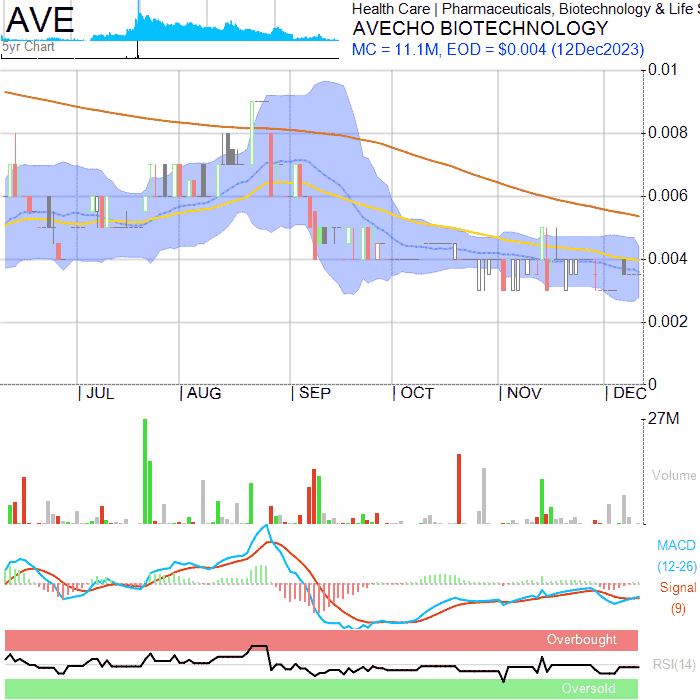 AVE
Health Care | Pharmaceuticals, Biotechnology & Life S
AVECHO BIOTECHNOLOGY
5yr Chart
MC = 11.1M, EOD = $0.004 (12Dec2023)
0.01
0.008
0.006
0.004
0.002
0
| JUL | AUG | SEP | OCT | NOV | DEC
27M
Volume
MACD
(12-26)
Signal
(9)
Overbought
RSI(14)
Oversold